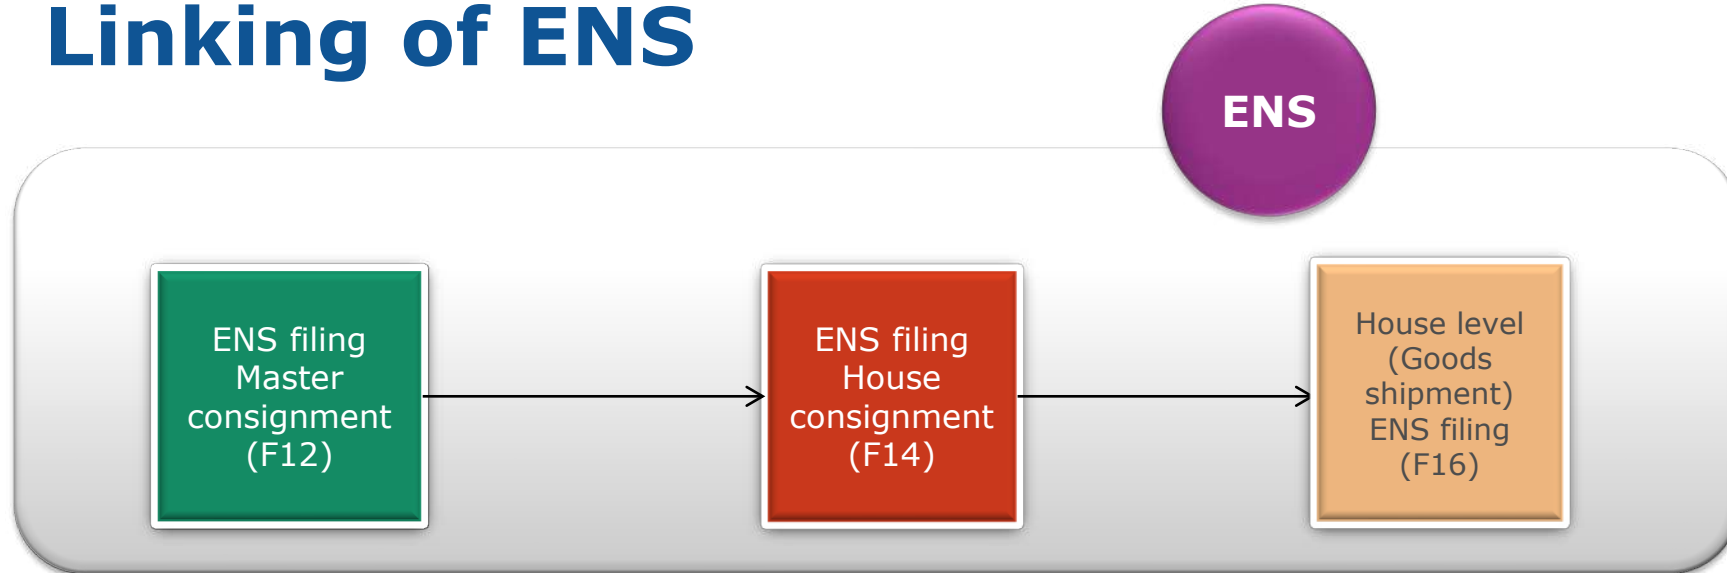 Linking of ENS
ENS
ENS filing
Master
consignment
(F12)
ENS filing
House
consignment
(F14)
House level
(Goods
shipment)
ENS filing
(F16)